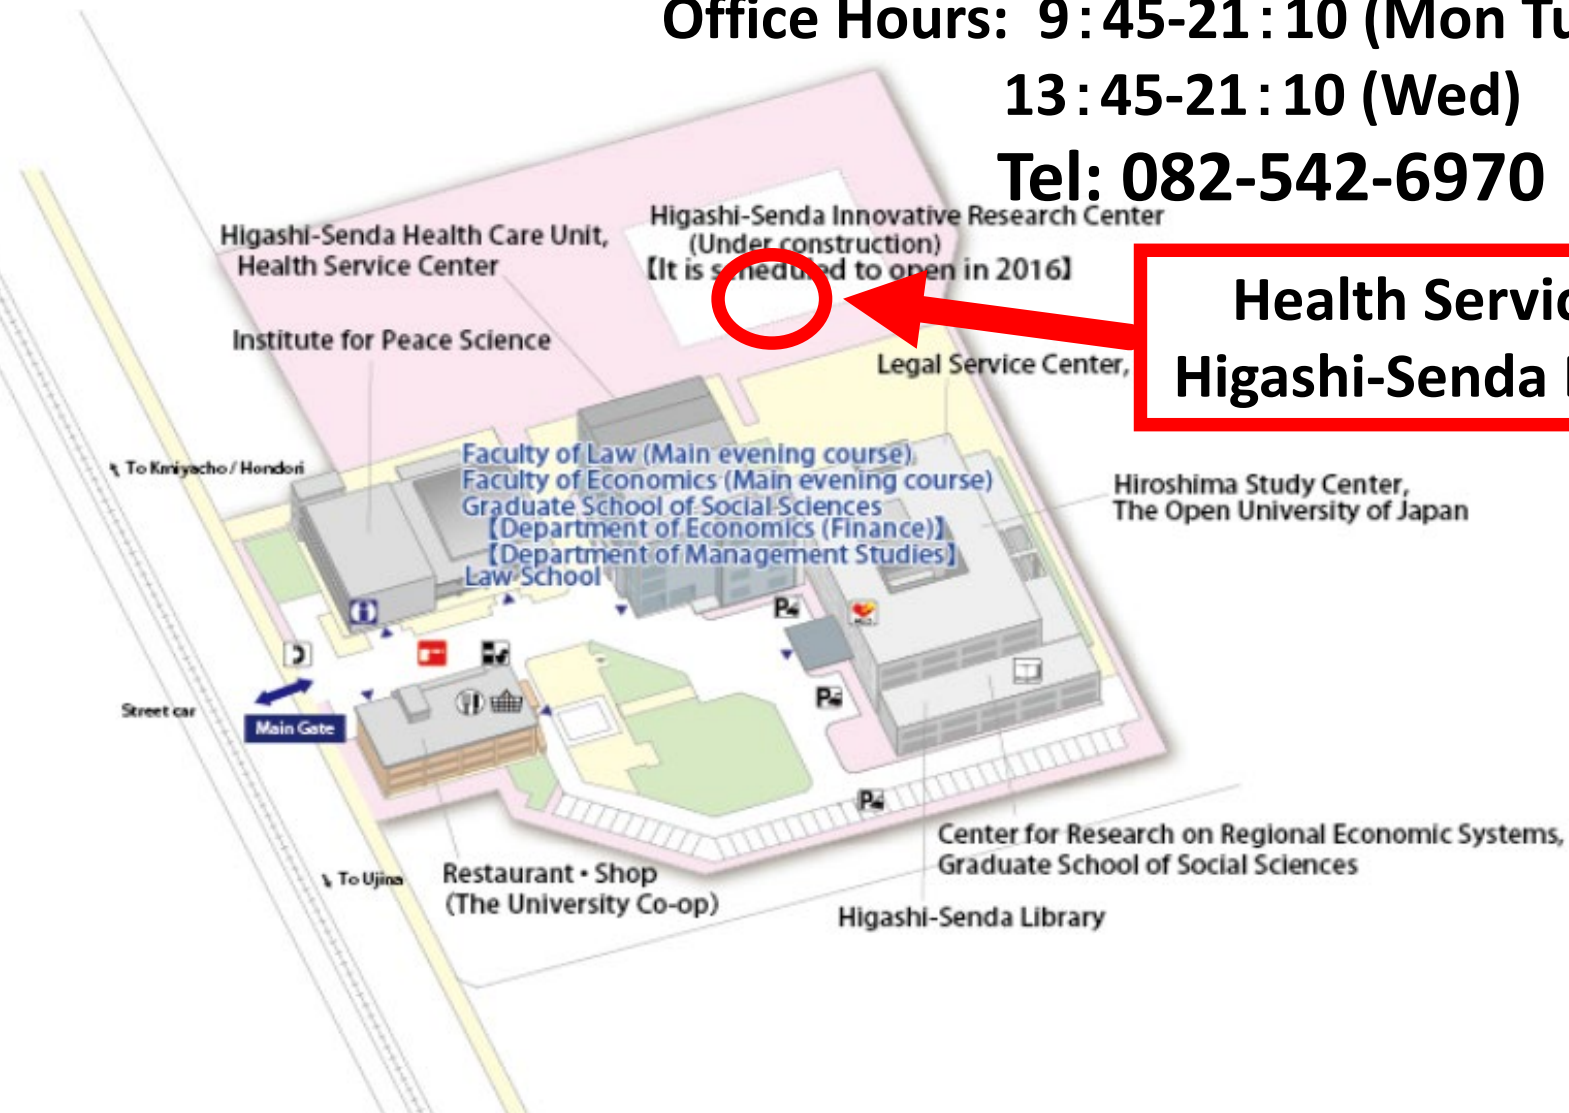 Office Hours: 9:45-21:10 (Mon Tu
13:45-21:10 (Wed)
Tel: 082-542-6970
Higashi-Senda Innovative Research Center
(Under construction)
【It is scheduled to open in 2016】
Higashi-Senda Health Care Unit,
Health Service Center
Health Servic
Higashi-Senda
Institute for Peace Science
Legal Service Center,
To Kmiyacho / Hondori
Faculty of Law (Main evening course)
Faculty of Economics (Main evening course)
Graduate School of Social Sciences
【Department of Economics (Finance)】
【Department of Management Studies】
Law School
Hiroshima Study Center,
The Open University of Japan
P
P
P
Street car
Main Gate
To Ujina
Restaurant・Shop
(The University Co-op)
Center for Research on Regional Economic Systems,
Graduate School of Social Sciences
Higashi-Senda Library